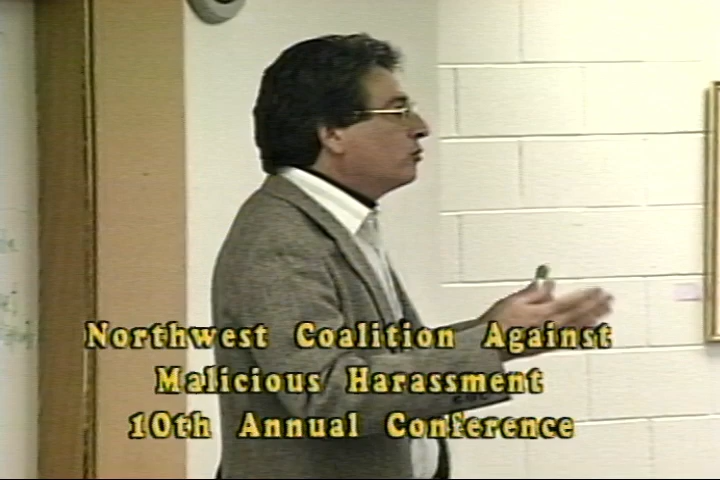 Northwest Coalition Against
Malicious Harassment
10th Annual Conference